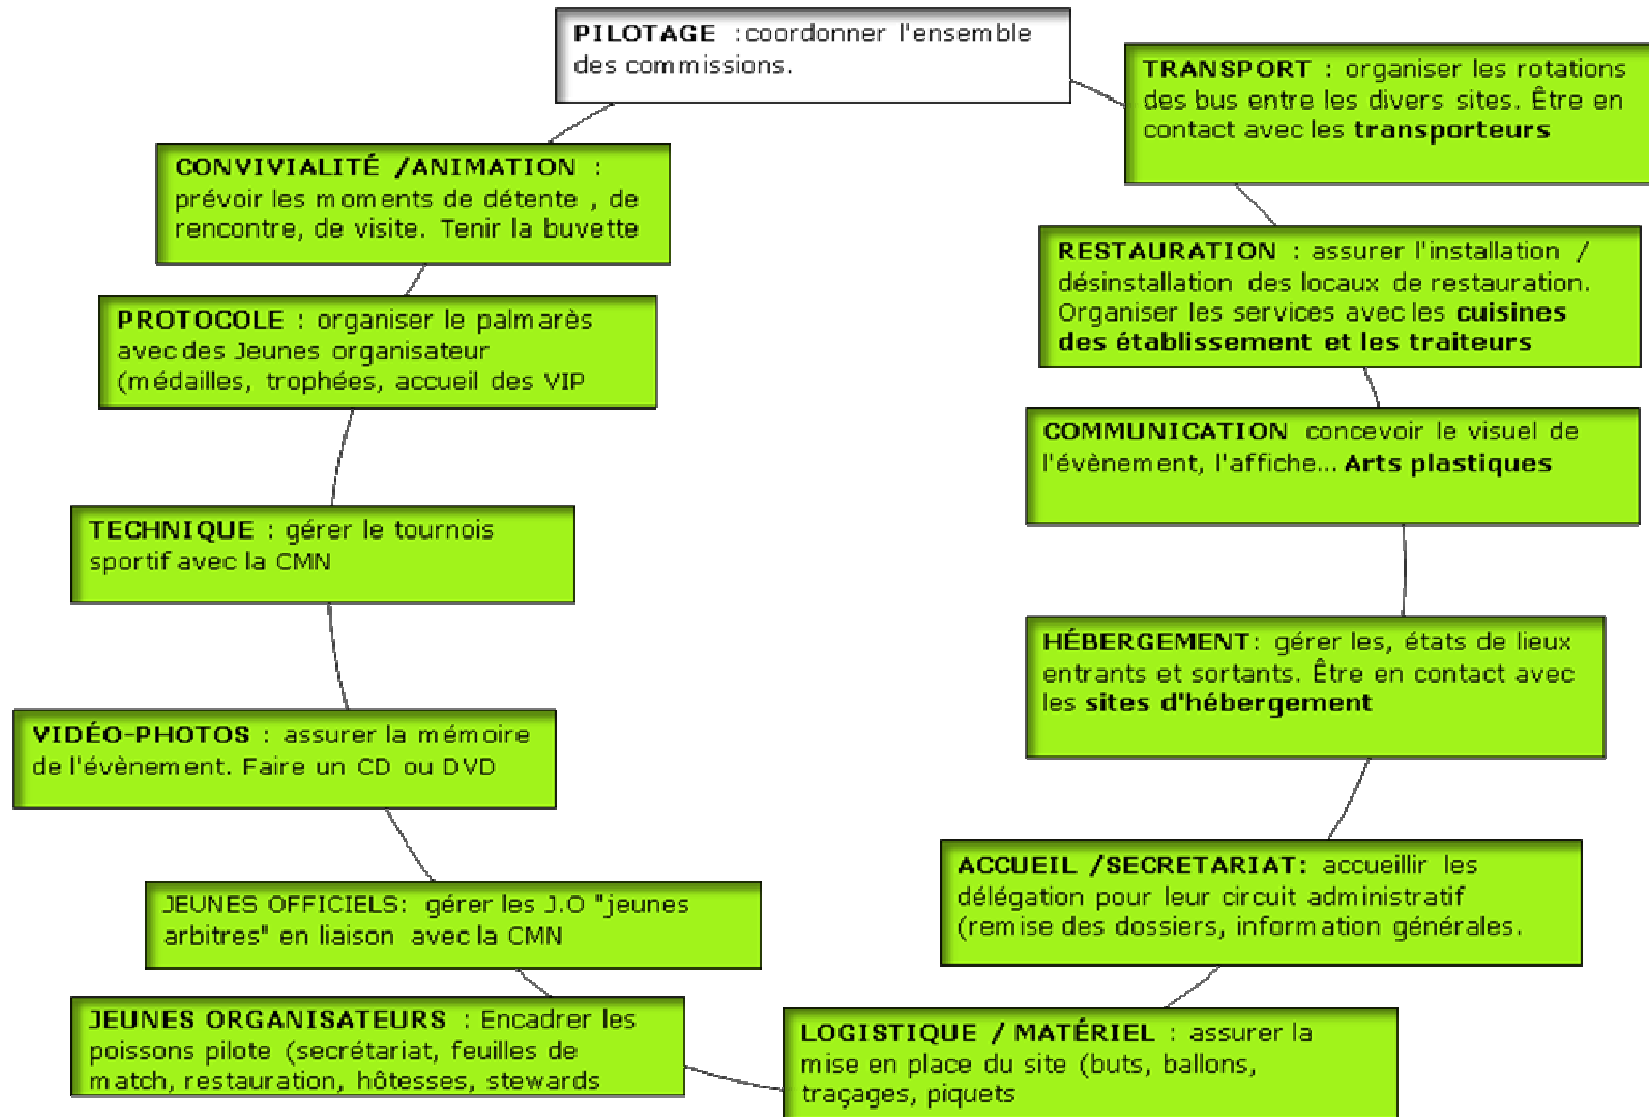 PILOTAGE :coordonner l'ensemble
des commissions.
TRANSPORT : organiser les rotations
des bus entre les divers sites. Être en
contact avec les transporteurs
RESTAURATION : assurer l'installation /
désinstallation des locaux de restauration.
Organiser les services avec les cuisines
des établissement et les traiteurs
COMMUNICATION concevoir le visuel de
l'évènement, l'affiche... Arts plastiques
HÉBERGEMENT: gérer les, états de lieux
entrants et sortants. Être en contact avec
les sites d'hébergement
ACCUEIL /SECRETARIAT: accueillir les
délégation pour leur circuit administratif
(remise des dossiers, information générales.
LOGISTIQUE / MATÉRIEL : assurer la
mise en place du site (buts, ballons,
traçages, piquets
JEUNES ORGANISATEURS : Encadrer les
poissons pilote (secrétariat, feuilles de
match, restauration, hôtesses, stewards
JEUNES OFFICIELS: gérer les J.O "jeunes
arbitres" en liaison avec la CMN
VIDÉO-PHOTOS : assurer la mémoire
de l'évènement. Faire un CD ou DVD
TECHNIQUE : gérer le tournois
sportif avec la CMN
PROTOCOLE : organiser le palmarès
avec des Jeunes organisateur
(médailles, trophées, accueil des VIP
CONVIVIALITÉ /ANIMATION :
prévoir les moments de détente , de
rencontre, de visite. Tenir la buvette